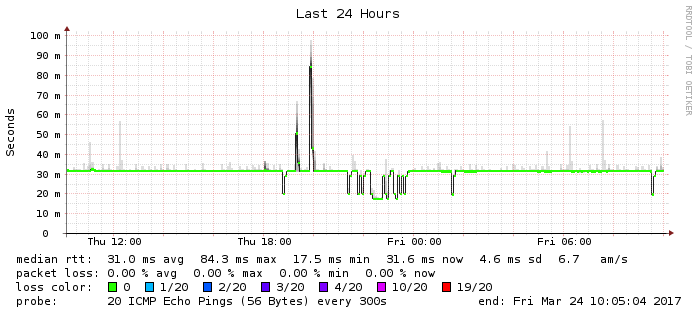 Last 24 Hours
RRDTOOL / TOBI OETIKER
Seconds
100 m
90 m
80 m
70 m
60 m
50 m
40 m
30 m
20 m
10 m
0
Thu 12:00 Thu 18:00 Fri 00:00 Fri 06:00
median rtt: 31.0 ms avg 84.3 ms max 17.5 ms min 31.6 ms now 4.6 ms sd 6.7 am/s
packet loss: 0.00 % avg 0.00 % max 0.00 % min 0.00 % now
loss color: 0 1/20 2/20 3/20 4/20 10/20 19/20
probe: 20 ICMP Echo Pings (56 Bytes) every 300s end: Fri Mar 24 10:05:04 2017